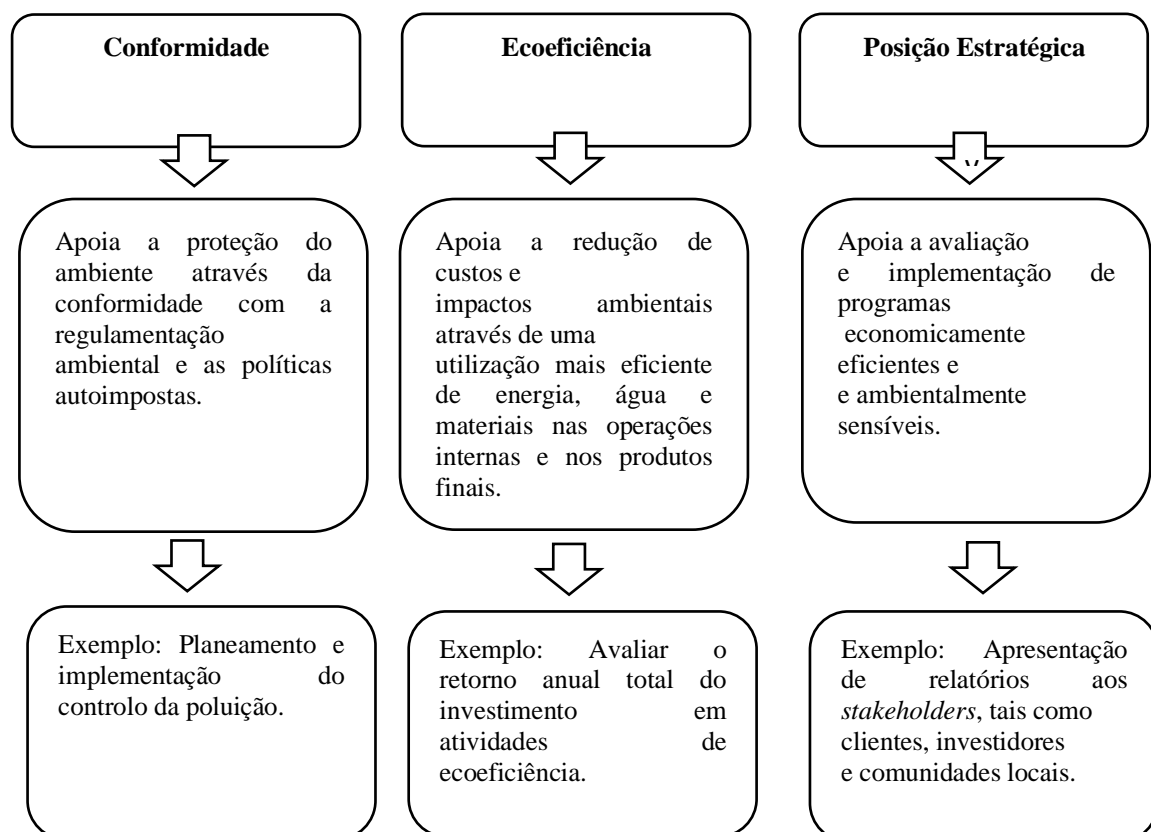 Conformidade
Ecoeficiência
Posição Estratégica
Apoia a proteção do
ambiente através da
conformidade com a
regulamentação
ambiental e as políticas
autoimpostas.
Apoia a redução de
custos e
impactos ambientais
através de uma
utilização mais eficiente
de energia, água e
materiais nas operações
internas e nos produtos
finais.
Apoia a avaliação
e implementação de
programas
economicamente
eficientes e
e ambientalmente
sensíveis.
Exemplo: Planeamento e
implementação do
controlo da poluição.
Exemplo: Avaliar o
retorno anual total do
investimento em
atividades de
ecoeficiência.
Exemplo: Apresentação
de relatórios aos
stakeholders, tais como
clientes, investidores
e comunidades locais.